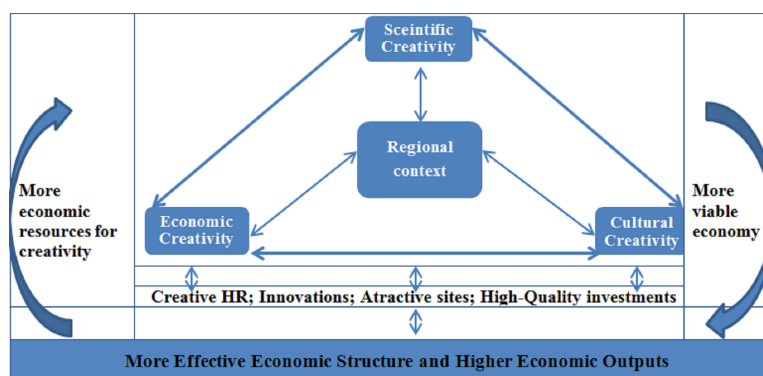 Sceintific
Creativity
Regional
context
More
economic
resources for
creativity
Economic
Creativity
Cultural
Creativity
More
viable
economy
Creative HR; Innovations; Atractive sites; High-Quality investments
More Effective Economic Structure and Higher Economic Outputs